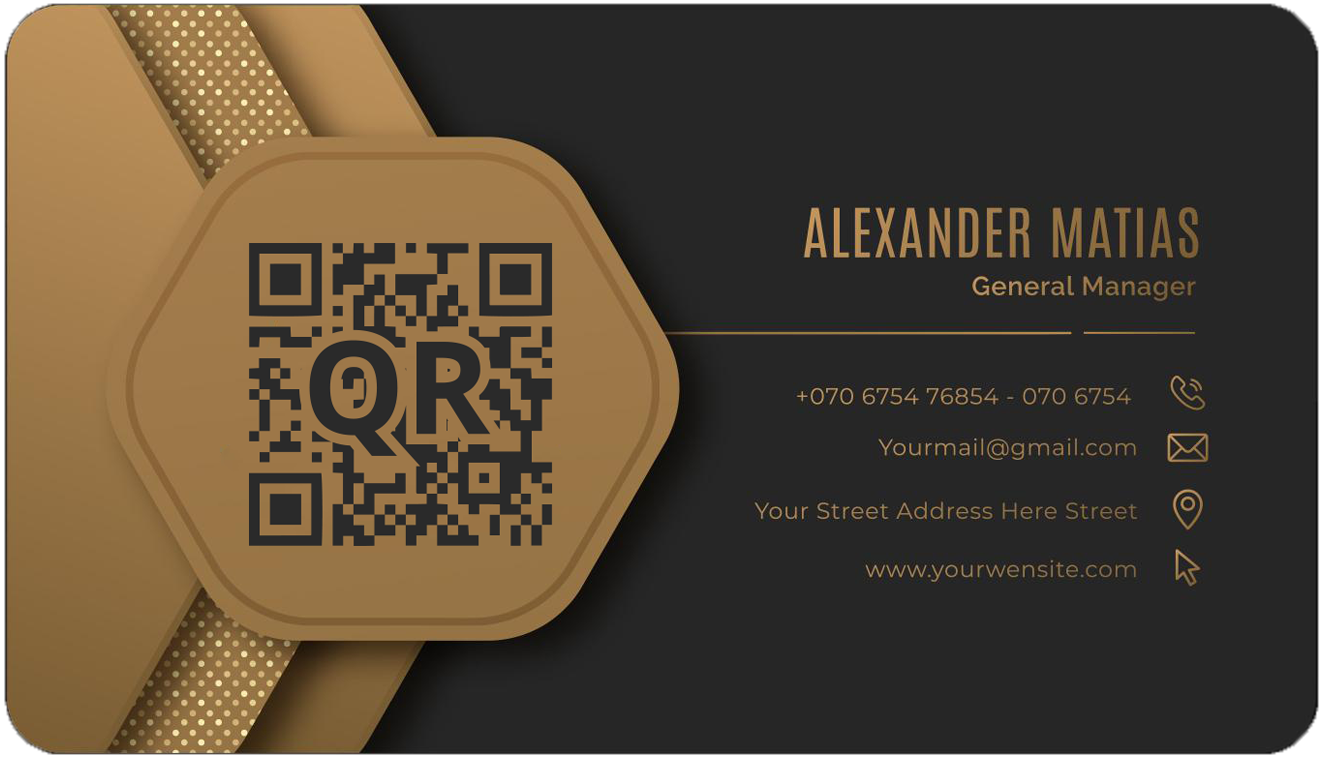 QR
ALEXANDER MATIAS
General Manager
+070 6754 76854 - 070 6754
Yourmail@gmail.com
Your Street Address Here Street
www.yourwensite.com